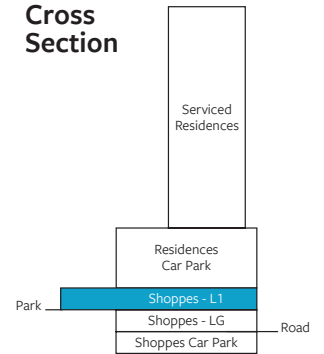 Cross
Section
Serviced
Residences
Residences
Car Park
Shoppes - L1
Park
Shoppes - LG
Road
Shoppes Car Park